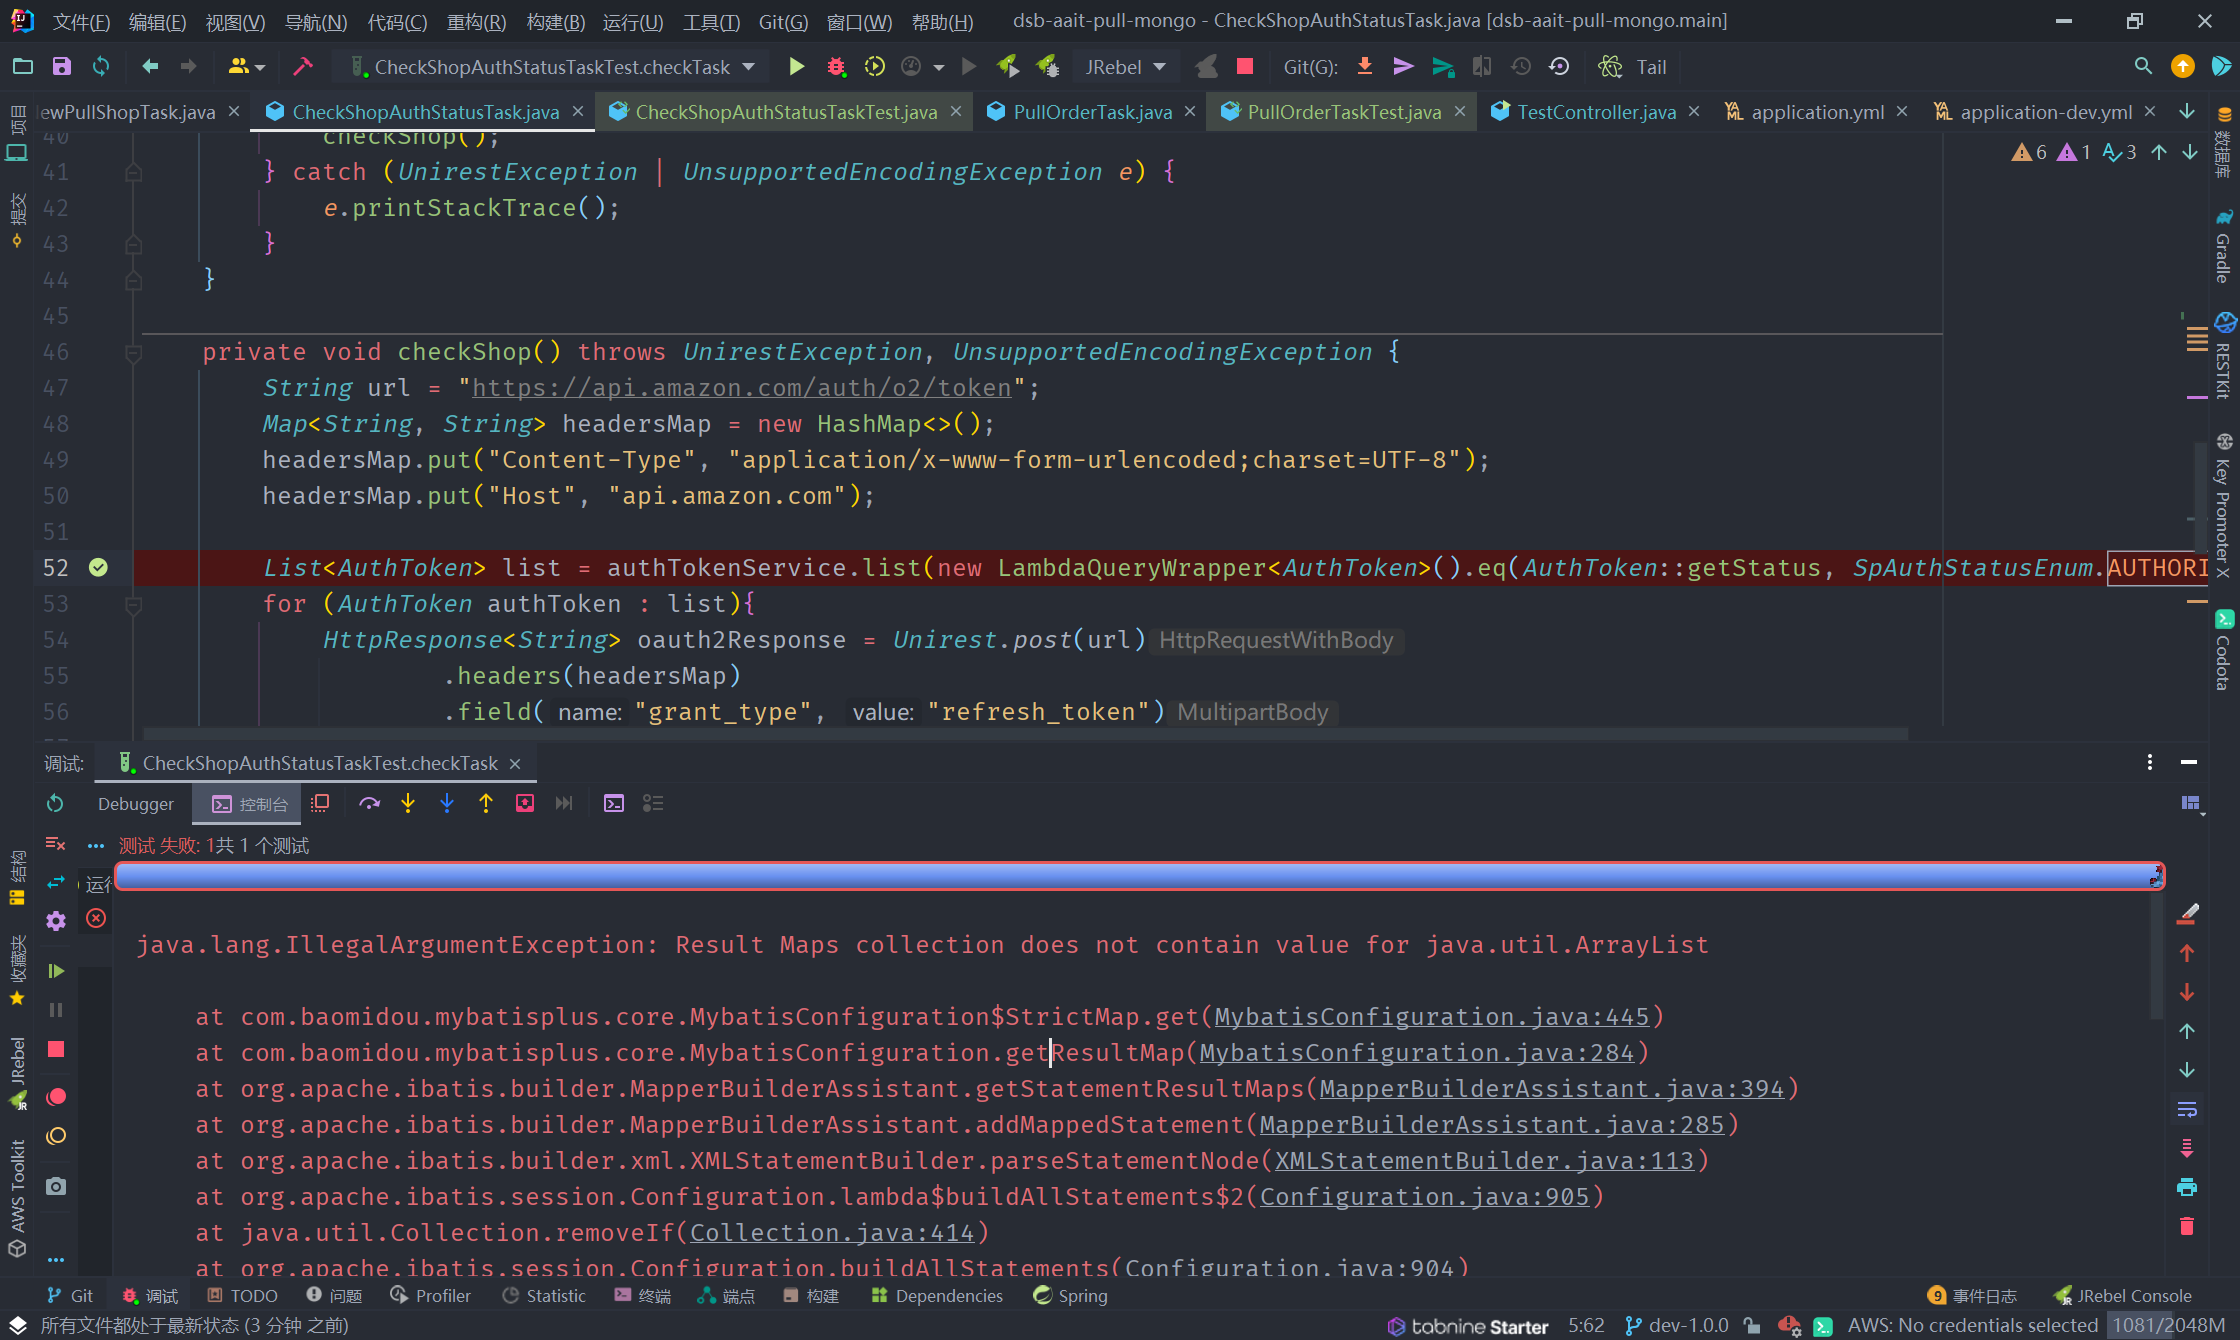 文件(F) 编辑(E) 视图(V) 导航(N) 代码(C) 重构(R) 构建(B) 运行(U) 工具(T) Git(G) 窗口(W) 帮助(H) dsb-aait-pull-mongo - CheckShopAuthStatusTask.java [dsb-aait-pull-mongo.main]
CheckShopAuthStatusTaskTest.checkTask JRebel Git(G): Tail
ewPullShopTask.java CheckShopAuthStatusTask.java CheckShopAuthStatusTaskTest.java PullOrderTask.java PullOrderTaskTest.java TestController.java application.yml application-dev.yml
6 1 3
40 checkShop();
41 } catch (UnirestException | UnsupportedEncodingException e) {
42 e.printStackTrace();
43 }
44 }
45
46 private void checkShop() throws UnirestException, UnsupportedEncodingException {
47 String url = "https://api.amazon.com/auth/o2/token";
48 Map<String, String> headersMap = new HashMap<>();
49 headersMap.put("Content-Type", "application/x-www-form-urlencoded;charset=UTF-8");
50 headersMap.put("Host", "api.amazon.com");
51
52 List<AuthToken> list = authTokenService.list(new LambdaQueryWrapper<AuthToken>().eq(AuthToken::getStatus, SpAuthStatusEnum.AUTHORI
53 for (AuthToken authToken : list){
54 HttpResponse<String> oauth2Response = Unirest.post(url) HttpRequestWithBody
55 .headers(headersMap)
56 .field( name: "grant_type", value: "refresh_token") MultipartBody
项目
提交
结构
收藏夹
JRebel
AWS Toolkit
数据库
Gradle
RESTKit
Key Promoter X
Codota
调试: CheckShopAuthStatusTaskTest.checkTask
Debugger 控制台
测试 失败: 1共 1 个测试
运行
java.lang.IllegalArgumentException: Result Maps collection does not contain value for java.util.ArrayList
at com.baomidou.mybatisplus.core.MybatisConfiguration$StrictMap.get(MybatisConfiguration.java:445)
at com.baomidou.mybatisplus.core.MybatisConfiguration.getResultMap(MybatisConfiguration.java:284)
at org.apache.ibatis.builder.MapperBuilderAssistant.getStatementResultMaps(MapperBuilderAssistant.java:394)
at org.apache.ibatis.builder.MapperBuilderAssistant.addMappedStatement(MapperBuilderAssistant.java:285)
at org.apache.ibatis.builder.xml.XMLStatementBuilder.parseStatementNode(XMLStatementBuilder.java:113)
at org.apache.ibatis.session.Configuration.lambda$buildAllStatements$2(Configuration.java:905)
at java.util.Collection.removeIf(Collection.java:414)
at org.apache.ibatis.session.Configuration.buildAllStatements(Configuration.java:904)
Git 调试 TODO 问题 Profiler Statistic 终端 端点 构建 Dependencies Spring 9 事件日志 JRebel Console
所有文件都处于最新状态 (3 分钟 之前) tabnine Starter 5:62 dev-1.0.0 AWS: No credentials selected 1081/2048M